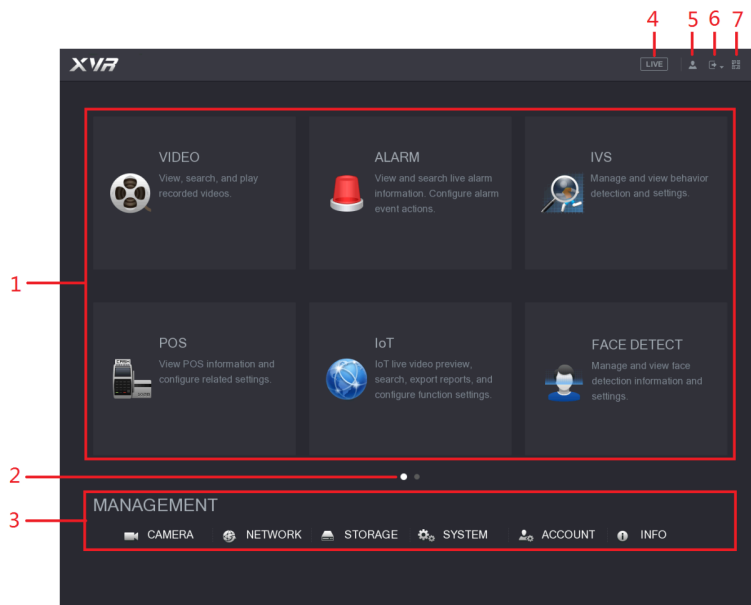 4 5 6 7
XVR
LIVE
1
VIDEO
View, search, and play
recorded videos.
ALARM
View and search live alarm
information. Configure alarm
event actions.
IVS
Manage and view behavior
detection and settings.
POS
View POS information and
configure related settings.
IoT
IoT live video preview,
search, export reports, and
configure function settings.
FACE DETECT
Manage and view face
detection information and
settings.
2
3
MANAGEMENT
CAMERA NETWORK STORAGE SYSTEM ACCOUNT INFO